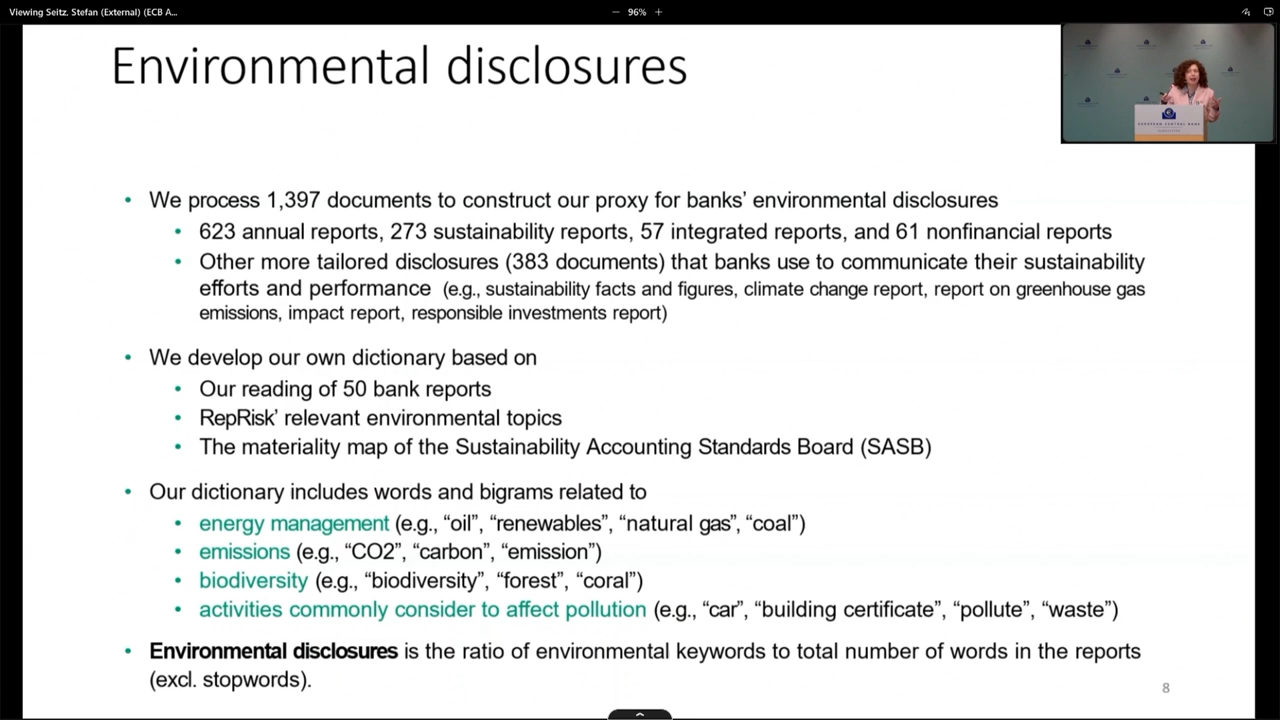 Viewing Seitz, Stefan (External) (ECB A...
− 96% +
Environmental disclosures
EUROPEAN CENTRAL BANK
• We process 1,397 documents to construct our proxy for banks’ environmental disclosures
• 623 annual reports, 273 sustainability reports, 57 integrated reports, and 61 nonfinancial reports
• Other more tailored disclosures (383 documents) that banks use to communicate their sustainability
efforts and performance (e.g., sustainability facts and figures, climate change report, report on greenhouse gas
emissions, impact report, responsible investments report)
• We develop our own dictionary based on
• Our reading of 50 bank reports
• RepRisk’ relevant environmental topics
• The materiality map of the Sustainability Accounting Standards Board (SASB)
• Our dictionary includes words and bigrams related to
• energy management (e.g., “oil”, “renewables”, “natural gas”, “coal”)
• emissions (e.g., “CO2”, “carbon”, “emission”)
• biodiversity (e.g., “biodiversity”, “forest”, “coral”)
• activities commonly consider to affect pollution (e.g., “car”, “building certificate”, “pollute”, “waste”)
• Environmental disclosures is the ratio of environmental keywords to total number of words in the reports
(excl. stopwords).
8